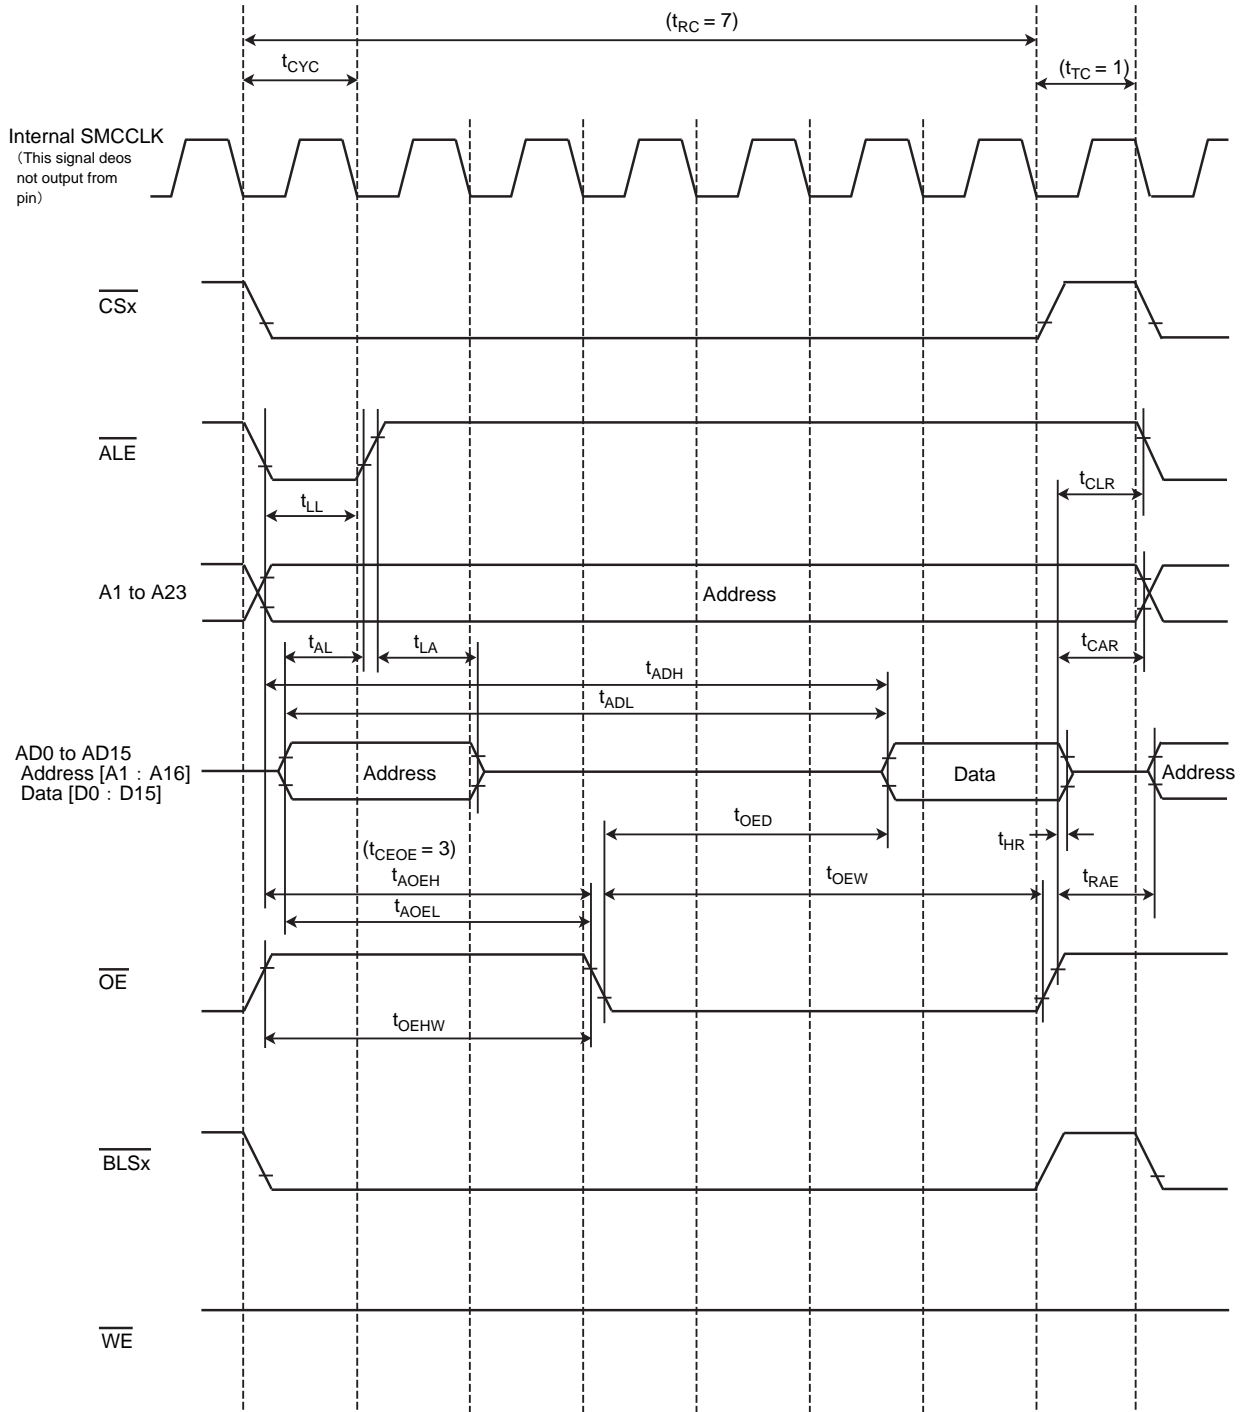 (tRC = 7)
tCYC
(tTC = 1)
Internal SMCCLK
（This signal deos
not output from
pin）
CSx
ALE
tLL
tCLR
A1 to A23
Address
tAL
tLA
tCAR
tADH
tADL
AD0 to AD15
Address [A1 : A16]
Data [D0 : D15]
Address
Data
Address
tOED
tHR
(tCEOE = 3)
tAOEH
tOEW
tRAE
tAOEL
OE
tOEHW
BLSx
WE